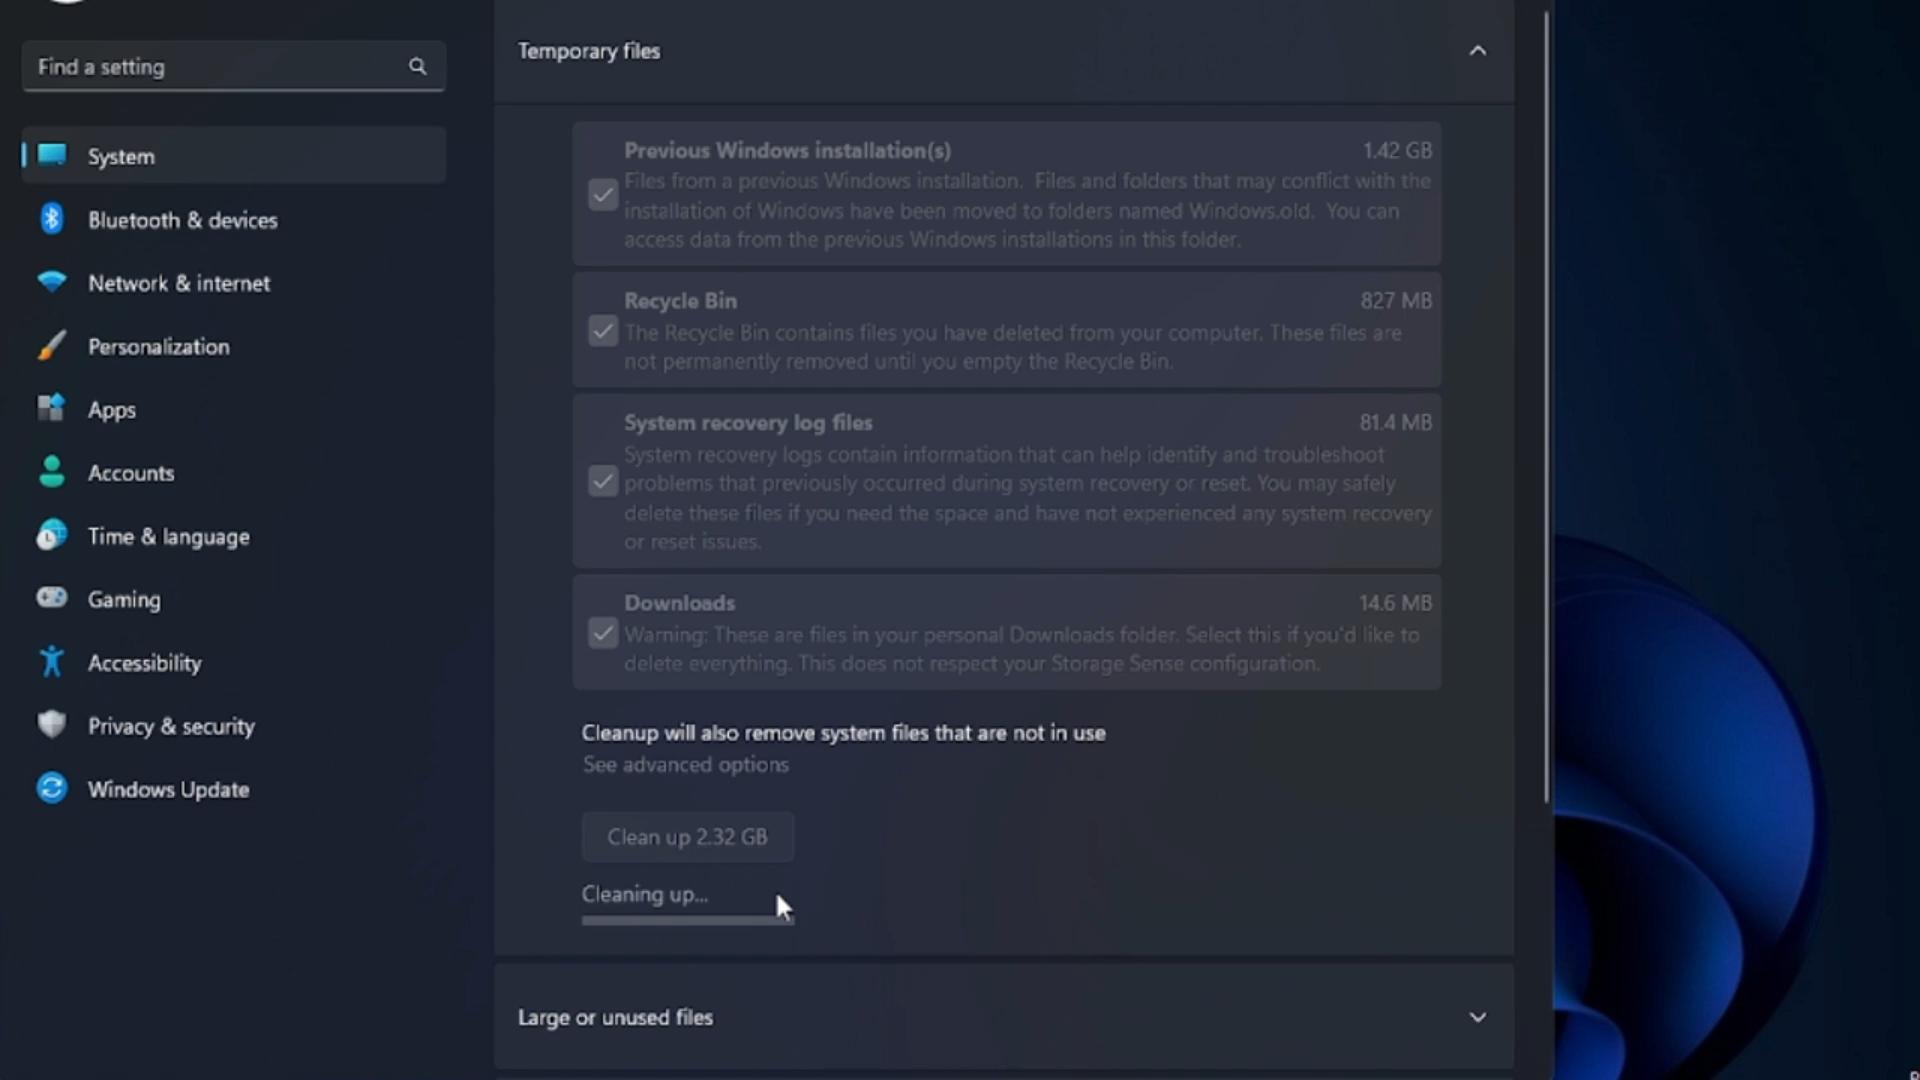 Find a setting
System
Bluetooth & devices
Network & internet
Personalization
Apps
Accounts
Time & language
Gaming
Accessibility
Privacy & security
Windows Update
Temporary files
Previous Windows installation(s) 1.42 GB
Files from a previous Windows installation.  Files and folders that may conflict with the
installation of Windows have been moved to folders named Windows.old.  You can
access data from the previous Windows installations in this folder.
Recycle Bin 827 MB
The Recycle Bin contains files you have deleted from your computer. These files are
not permanently removed until you empty the Recycle Bin.
System recovery log files 81.4 MB
System recovery logs contain information that can help identify and troubleshoot
problems that previously occurred during system recovery or reset. You may safely
delete these files if you need the space and have not experienced any system recovery
or reset issues.
Downloads 14.6 MB
Warning: These are files in your personal Downloads folder. Select this if you'd like to
delete everything. This does not respect your Storage Sense configuration.
Cleanup will also remove system files that are not in use
See advanced options
Clean up 2.32 GB
Cleaning up...
Large or unused files